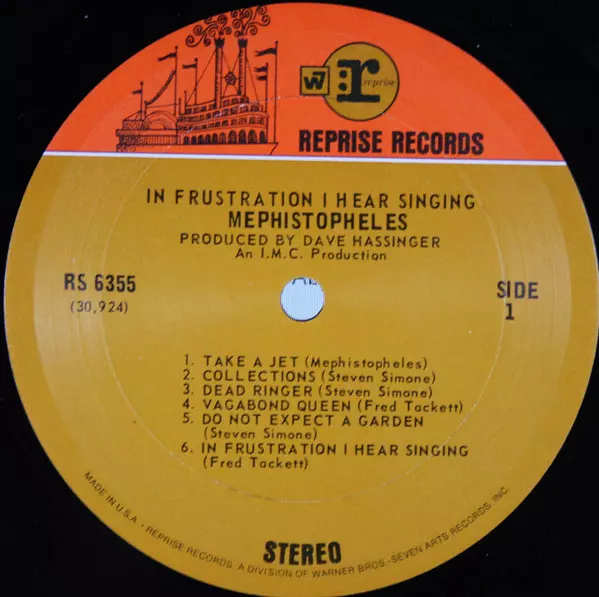 W7 r reprise
REPRISE RECORDS
IN FRUSTRATION I HEAR SINGING
MEPHISTOPHELES
PRODUCED BY DAVE HASSINGER
An I.M.C. Production
RS 6355
(30,924)
SIDE
1
1. TAKE A JET (Mephistopheles)
2. COLLECTIONS (Steven Simone)
3. DEAD RINGER (Steven Simone)
4. VAGABOND QUEEN (Fred Tackett)
5. DO NOT EXPECT A GARDEN
(Steven Simone)
6. IN FRUSTRATION I HEAR SINGING
(Fred Tackett)
MADE IN U.S.A. - REPRISE RECORDS, A DIVISION OF WARNER BROS.-SEVEN ARTS RECORDS, INC.
STEREO